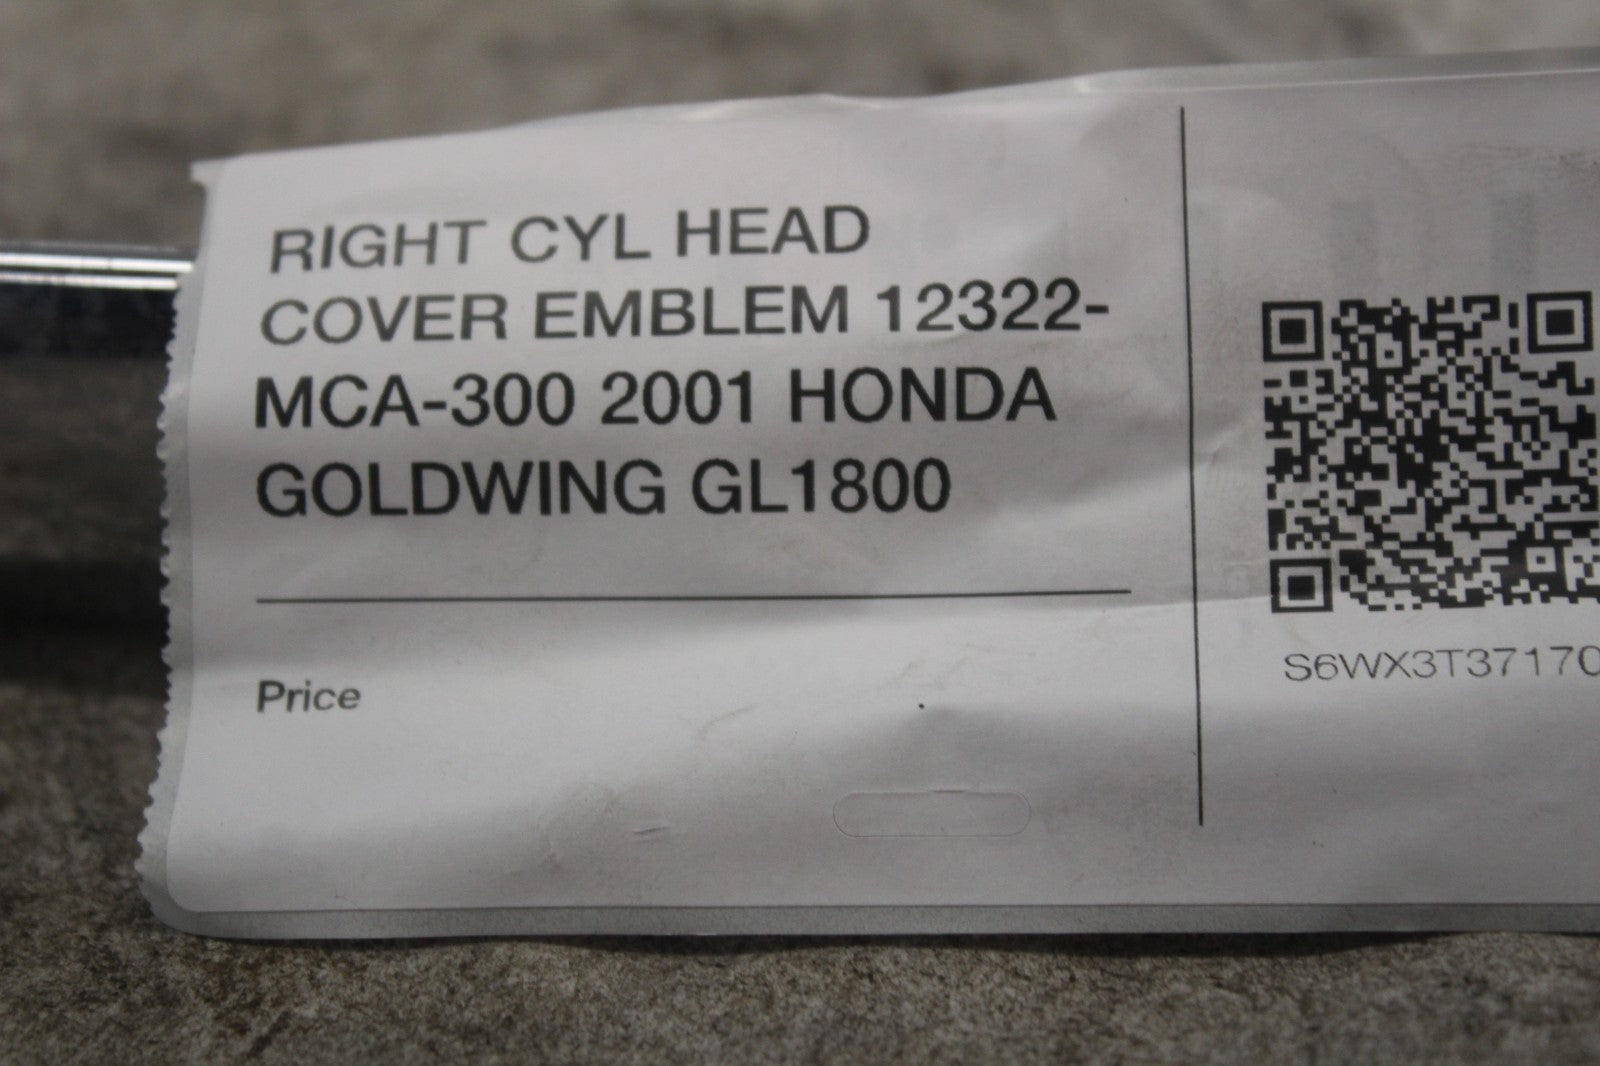 RIGHT CYL HEAD
COVER EMBLEM 12322-
MCA-300 2001 HONDA
GOLDWING GL1800
Price
S6WX3T37170